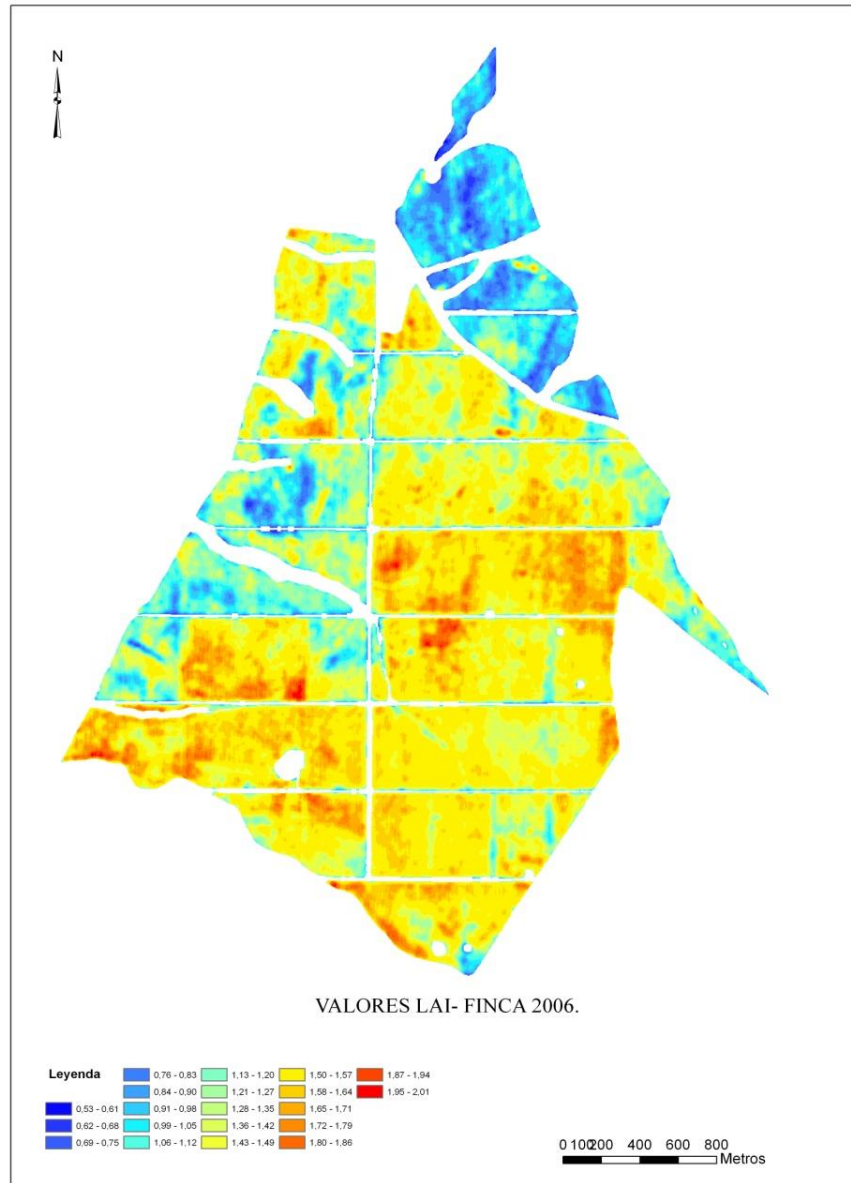 N
VALORES LAI- FINCA 2006.
Leyenda
0,53 - 0,61
0,62 - 0,68
0,69 - 0,75
0,76 - 0,83
0,84 - 0,90
0,91 - 0,98
0,99 - 1,05
1,06 - 1,12
1,13 - 1,20
1,21 - 1,27
1,28 - 1,35
1,36 - 1,42
1,43 - 1,49
1,50 - 1,57
1,58 - 1,64
1,65 - 1,71
1,72 - 1,79
1,80 - 1,86
1,87 - 1,94
1,95 - 2,01
0 100 200 400 600 800
Metros